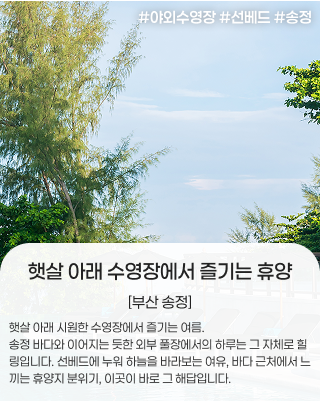 #야외수영장 #선베드 #송정
햇살 아래 수영장에서 즐기는 휴양
[부산 송정]
햇살 아래 시원한 수영장에서 즐기는 여름.
송정 바다와 이어지는 듯한 외부 풀장에서의 하루는 그 자체로 힐
링입니다. 선베드에 누워 하늘을 바라보는 여유, 바다 근처에서 느
끼는 휴양지 분위기, 이곳이 바로 그 해답입니다.